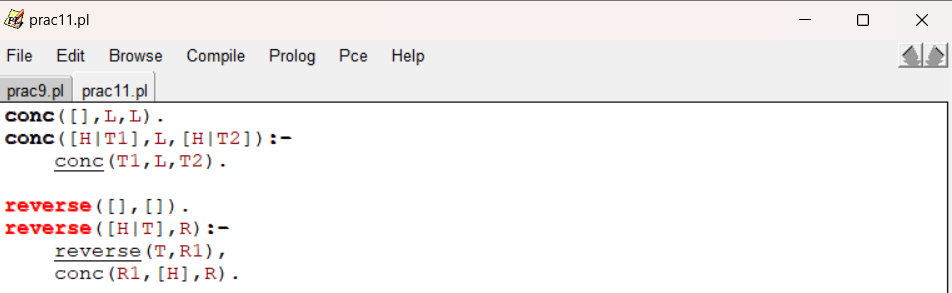 prac11.pl
File Edit Browse Compile Prolog Pce Help
prac9.pl prac11.pl
conc([],L,L).
conc([H|T1],L,[H|T2]):-
    conc(T1,L,T2).
reverse([],[]).
reverse([H|T],R):-
    reverse(T,R1),
    conc(R1,[H],R).